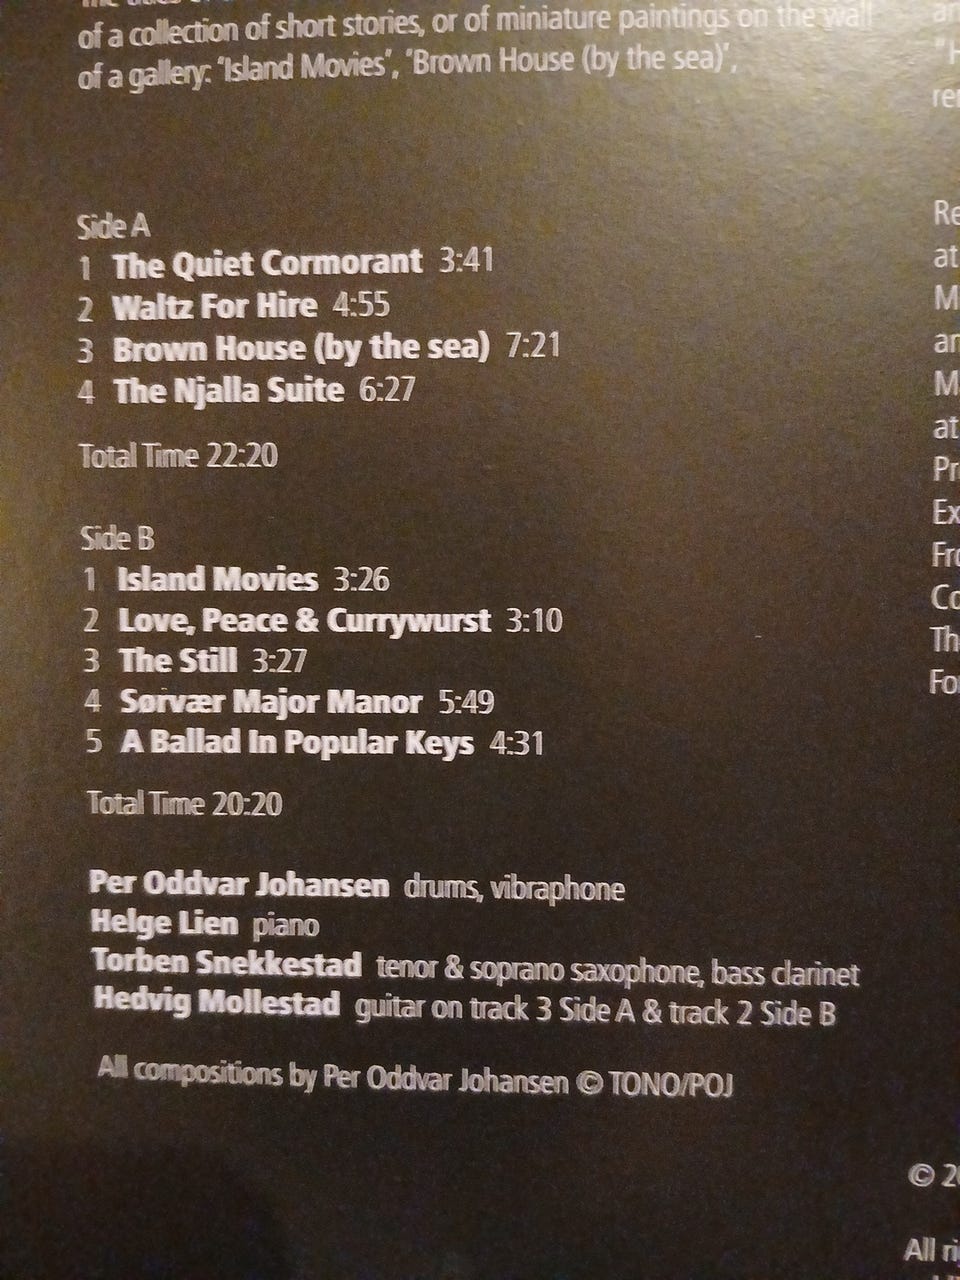 of a collection of short stories, or of miniature paintings on the wall
of a gallery: 'Island Movies', 'Brown House (by the sea)',
Side A
1 The Quiet Cormorant 3:41
2 Waltz For Hire 4:55
3 Brown House (by the sea) 7:21
4 The Njalla Suite 6:27
Total Time 22:20
Side B
1 Island Movies 3:26
2 Love, Peace & Currywurst 3:10
3 The Still 3:27
4 Sørvær Major Manor 5:49
5 A Ballad In Popular Keys 4:31
Total Time 20:20
Per Oddvar Johansen drums, vibraphone
Helge Lien piano
Torben Snekkestad tenor & soprano saxophone, bass clarinet
Hedvig Mollestad guitar on track 3 Side A & track 2 Side B
All compositions by Per Oddvar Johansen © TONO/POJ
at
at
©
All